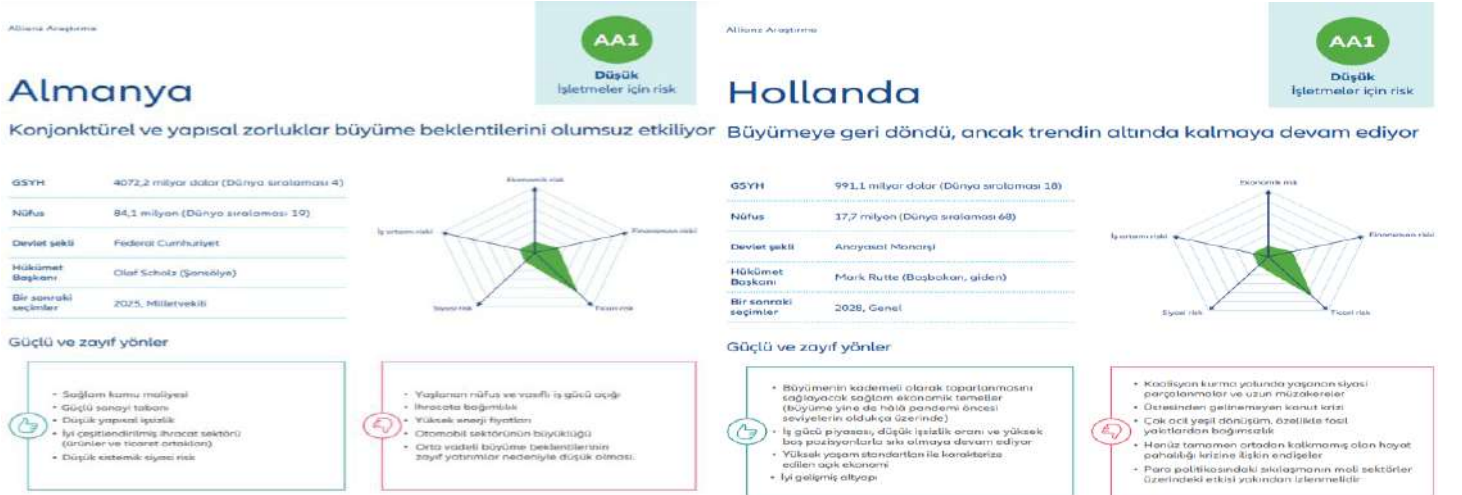 Allianz Araştırma
AA1
Düşük
İşletmeler için risk
Almanya
Konjonktürel ve yapısal zorluklar büyüme beklentilerini olumsuz etkiliyor
GSYH 4072,2 milyar dolar (Dünya sıralaması 4)
Nüfus 84,1 milyon (Dünya sıralaması 19)
Devlet şekli Federal Cumhuriyet
Hükümet
Başkanı
Olaf Scholz (Şansölye)
Bir sonraki
seçimler
2025, Milletvekili
Ekonomik risk
Finansman riski
Ticari risk
Siyasi risk
İş ortamı riski
Güçlü ve zayıf yönler
• Sağlam kamu maliyesi
• Güçlü sanayi tabanı
• Düşük yapısal işsizlik
• İyi çeşitlendirilmiş ihracat sektörü
(ürünler ve ticaret ortakları).
• Düşük sistemik siyasi risk
• Yaşlanan nüfus ve vasıflı iş gücü açığı
• İhracata bağımlılık
• Yüksek enerji fiyatları
• Otomobil sektörünün büyüklüğü
• Orta vadeli büyüme beklentilerinin
zayıf yatırımlar nedeniyle düşük olması.
Allianz Araştırma
AA1
Düşük
İşletmeler için risk
Hollanda
Büyümeye geri döndü, ancak trendin altında kalmaya devam ediyor
GSYH 991,1 milyar dolar (Dünya sıralaması 18)
Nüfus 17,7 milyon (Dünya sıralaması 68)
Devlet şekli Anayasal Monarşi
Hükümet
Başkanı
Mark Rutte (Başbakan, giden)
Bir sonraki
seçimler
2028, Genel
Ekonomik risk
Finansman riski
Ticari risk
Siyasi risk
İş ortamı riski
Güçlü ve zayıf yönler
• Büyümenin kademeli olarak toparlanmasını
sağlayacak sağlam ekonomik temeller
(büyüme yine de hâlâ pandemi öncesi
seviyelerin oldukça üzerinde)
• İş gücü piyasası, düşük işsizlik oranı ve yüksek
boş pozisyonlarla sıkı olmaya devam ediyor
• Yüksek yaşam standartları ile karakterize
edilen açık ekonomi
• İyi gelişmiş altyapı
• Koalisyon kurma yolunda yaşanan siyasi
parçalanmalar ve uzun müzakereler
• Üstesinden gelinemeyen konut krizi
• Çok acil yeşil dönüşüm, özellikle fosil
yakıtlardan bağımsızlık
• Henüz tamamen ortadan kalkmamış olan hayat
pahalılığı krizine ilişkin endişeler
• Para politikasındaki sıkılaşmanın mali sektörler
üzerindeki etkisi yakından izlenmelidir